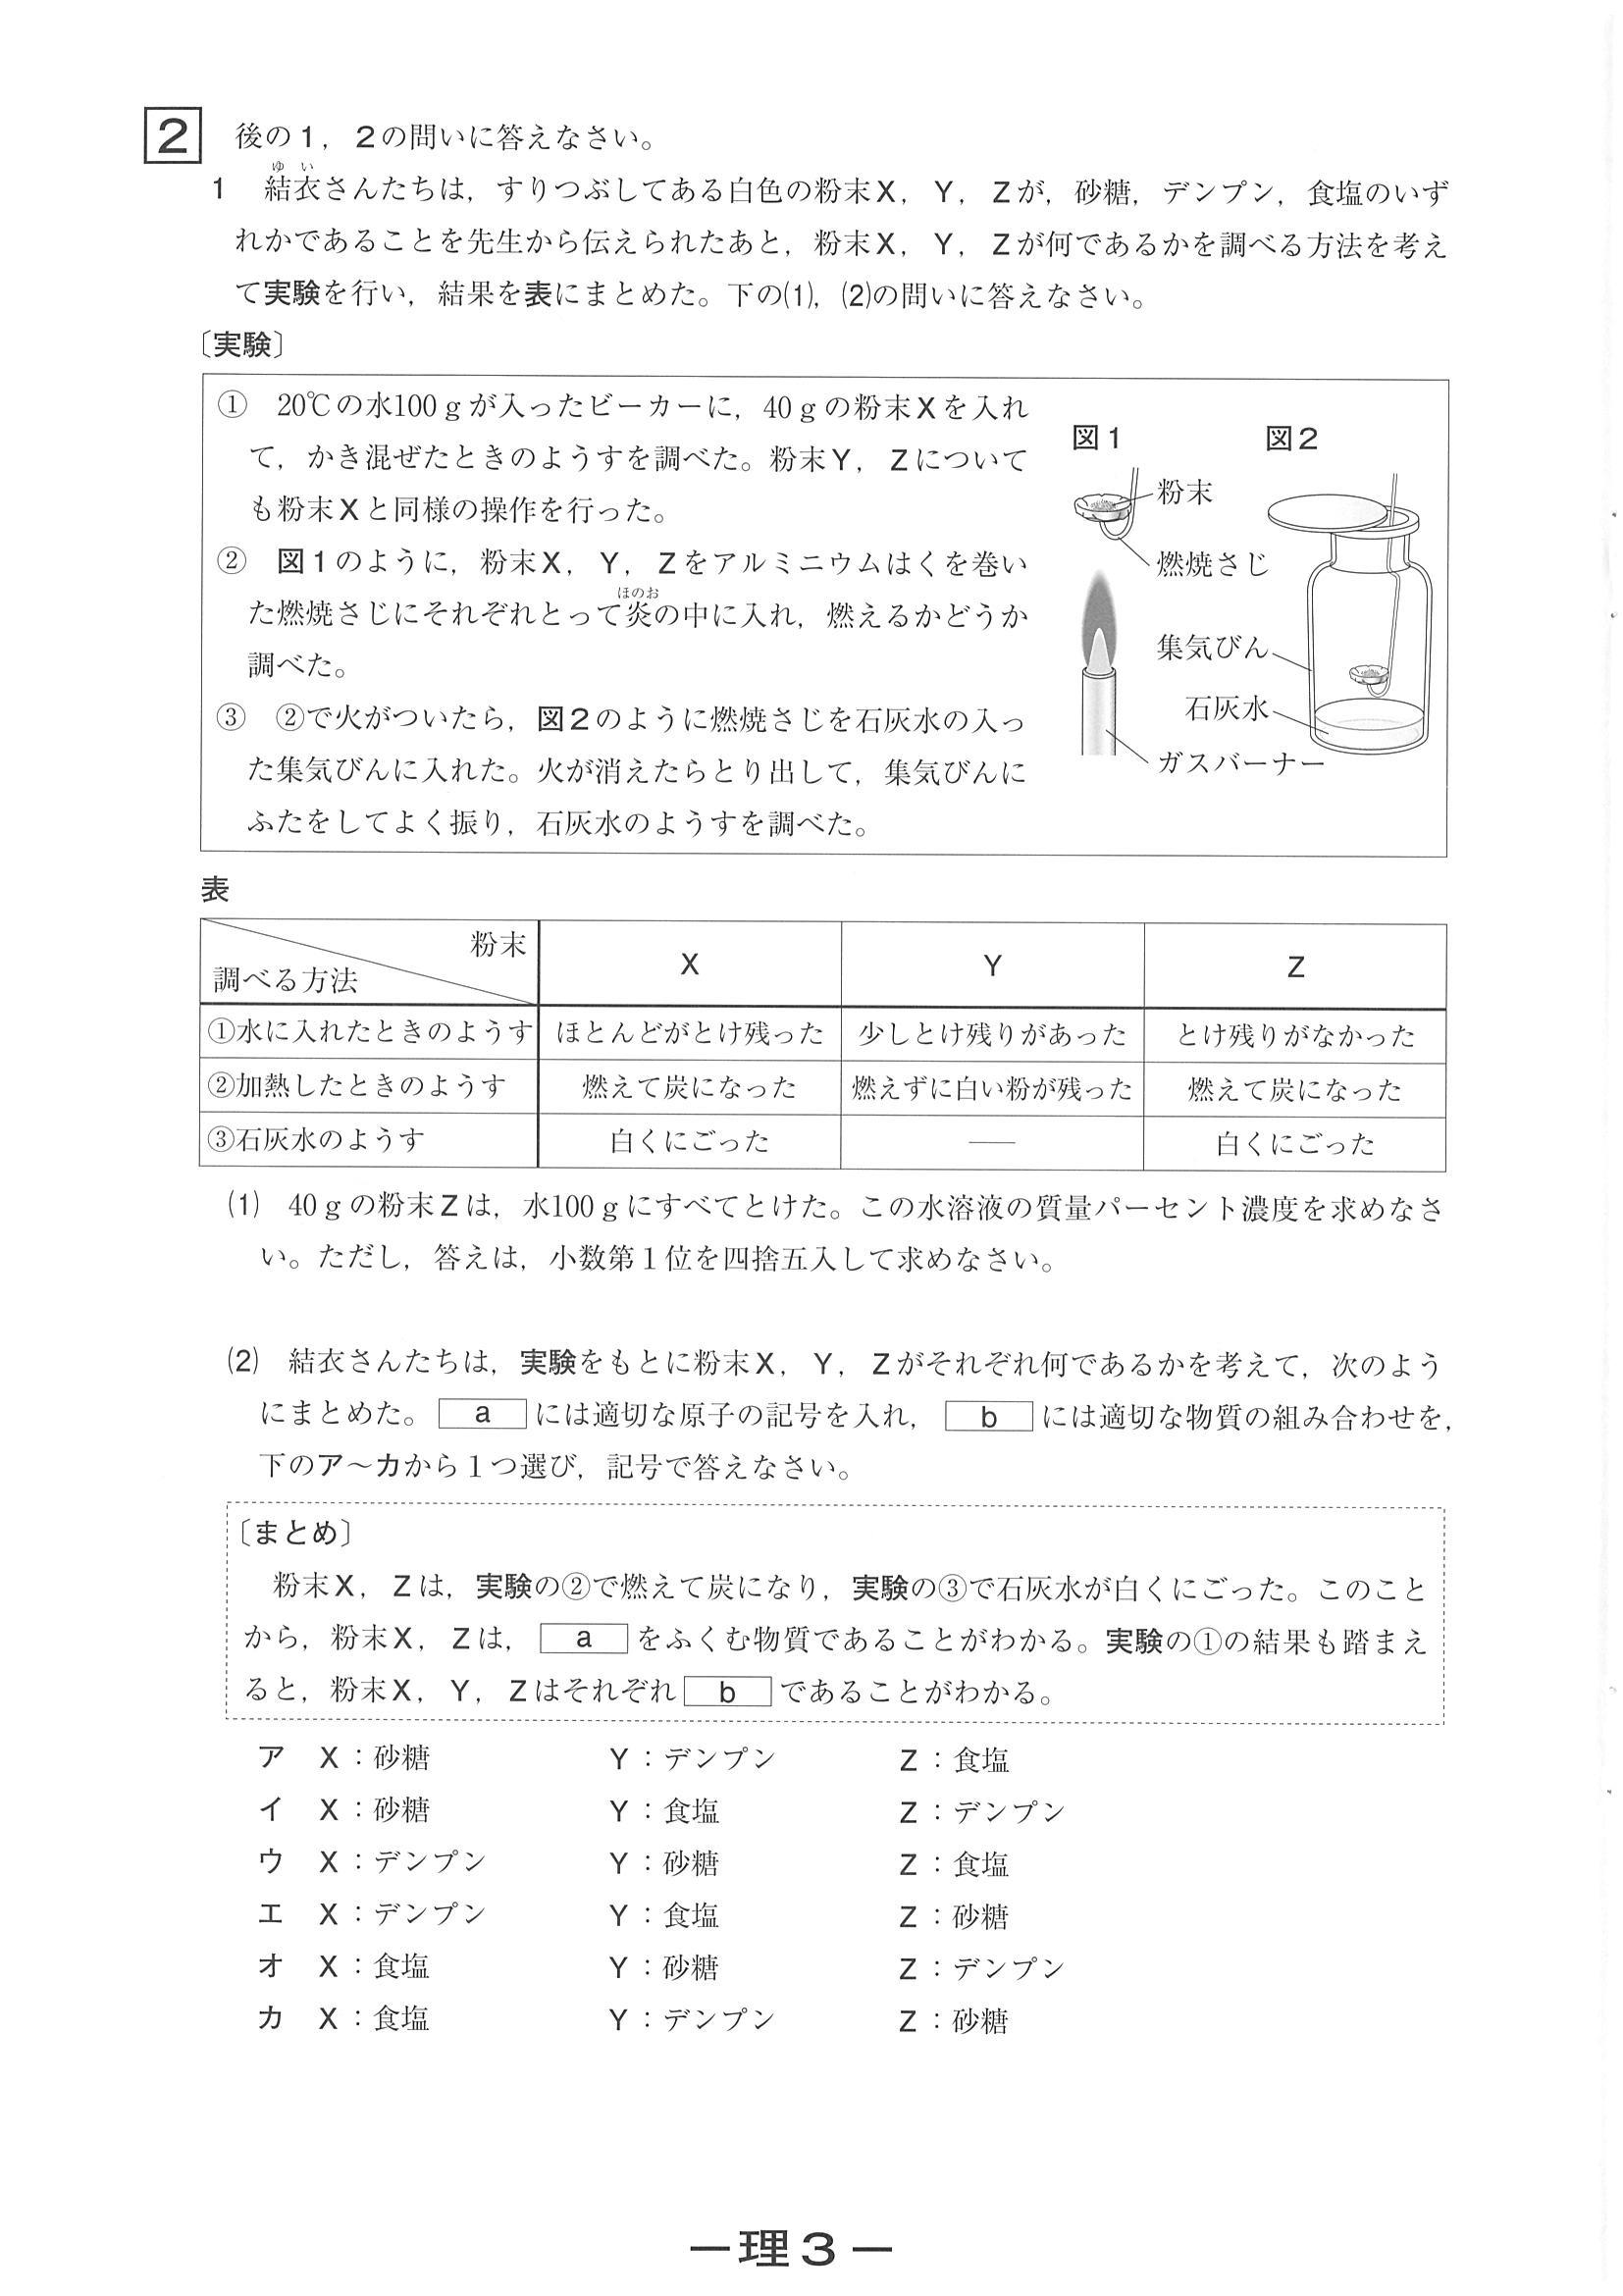 2 後の1，2の問いに答えなさい。
ゆ い
1 結衣さんたちは，すりつぶしてある白色の粉末X，Y，Zが，砂糖，デンプン，食塩のいず
れかであることを先生から伝えられたあと，粉末X，Y，Zが何であるかを調べる方法を考え
て実験を行い，結果を表にまとめた。下の⑴，⑵の問いに答えなさい。
〔実験〕
① 20℃の水100gが入ったビーカーに，40gの粉末Xを入れ
て，かき混ぜたときのようすを調べた。粉末Y，Zについて
も粉末Xと同様の操作を行った。
② 図1のように，粉末X，Y，Zをアルミニウムはくを巻い
ほのお
た燃焼さじにそれぞれとって炎の中に入れ，燃えるかどうか
調べた。
③ ②で火がついたら，図2のように燃焼さじを石灰水の入っ
た集気びんに入れた。火が消えたらとり出して，集気びんに
ふたをしてよく振り，石灰水のようすを調べた。
図1 図2
粉末
燃焼さじ
集気びん
石灰水
ガスバーナー
表
粉末
調べる方法 X Y Z
①水に入れたときのようす ほとんどがとけ残った 少しとけ残りがあった とけ残りがなかった
②加熱したときのようす 燃えて炭になった 燃えずに白い粉が残った 燃えて炭になった
③石灰水のようす 白くにごった ── 白くにごった
⑴ 40gの粉末Zは，水100gにすべてとけた。この水溶液の質量パーセント濃度を求めなさ
い。ただし，答えは，小数第1位を四捨五入して求めなさい。
⑵ 結衣さんたちは，実験をもとに粉末X，Y，Zがそれぞれ何であるかを考えて，次のよう
にまとめた。 a には適切な原子の記号を入れ， b には適切な物質の組み合わせを，
下のア〜カから1つ選び，記号で答えなさい。
〔まとめ〕
粉末X，Zは，実験の②で燃えて炭になり，実験の③で石灰水が白くにごった。このこと
から，粉末X，Zは， a をふくむ物質であることがわかる。実験の①の結果も踏まえ
ると，粉末X，Y，Zはそれぞれ b であることがわかる。
ア X：砂糖 Y：デンプン Z：食塩
イ X：砂糖 Y：食塩 Z：デンプン
ウ X：デンプン Y：砂糖 Z：食塩
エ X：デンプン Y：食塩 Z：砂糖
オ X：食塩 Y：砂糖 Z：デンプン
カ X：食塩 Y：デンプン Z：砂糖
―理3―